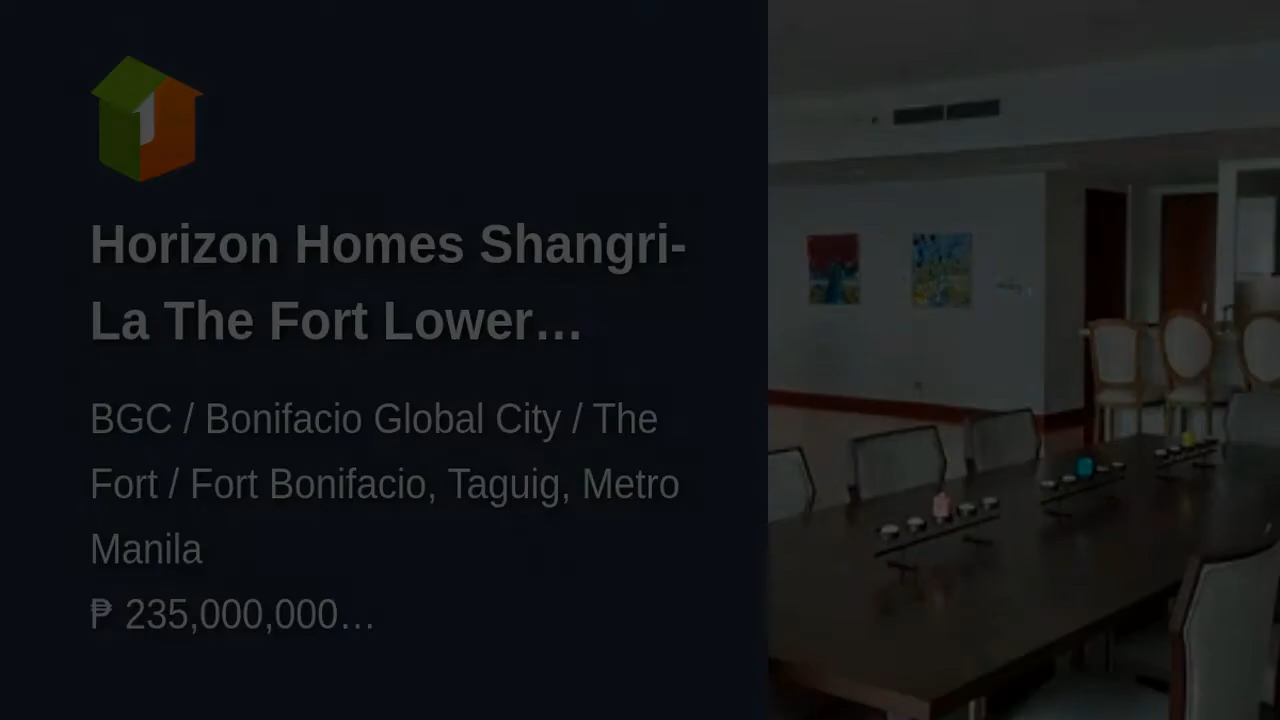 Horizon Homes Shangri-
La The Fort Lower…
BGC / Bonifacio Global City / The
Fort / Fort Bonifacio, Taguig, Metro
Manila
₱ 235,000,000…